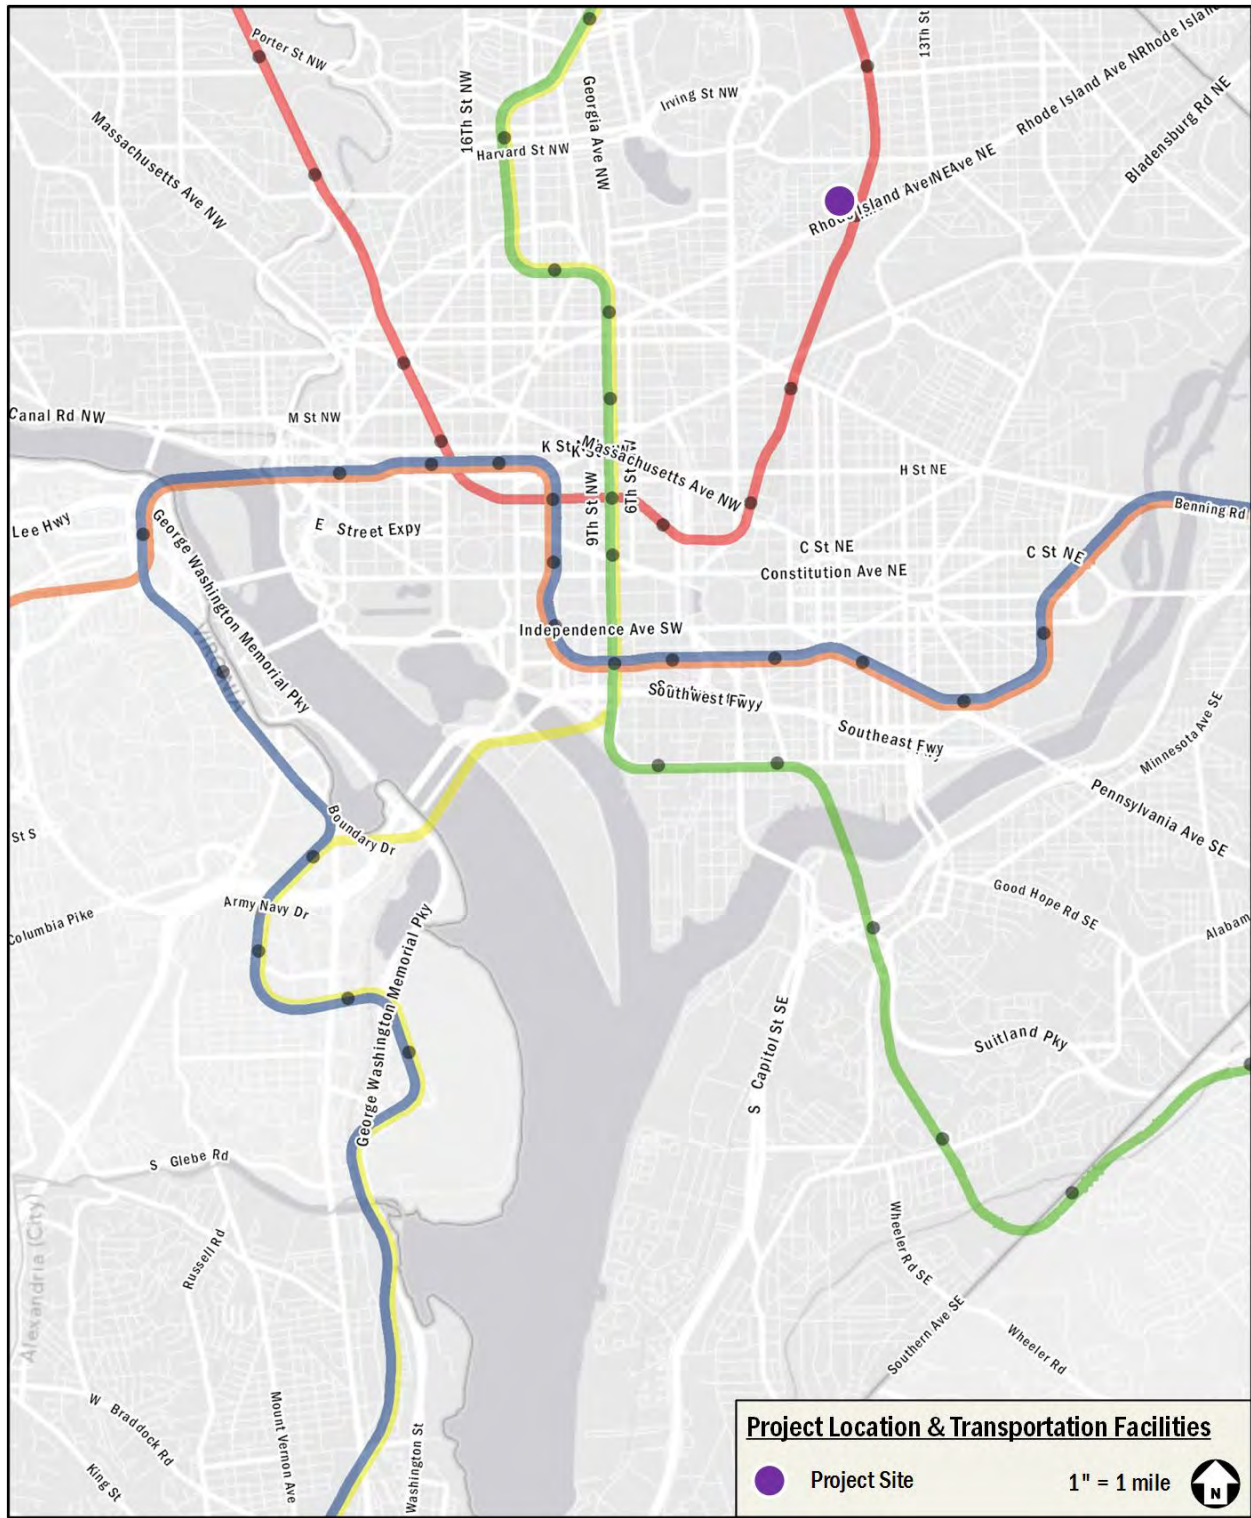 Porter St NW
13Th St
Rhode Island
Rhode Island Ave N
16Th St NW
Georgia Ave NW
Irving St NW
Bladensburg Rd NE
Massachusetts Ave NW
Harvard St NW
Ave NE
Rhode Island Ave NE
Canal Rd NW
M St NW
K St
K St
Massachusetts Ave NW
H St NE
9Th St NW
6Th St
Benning Rd
Lee Hwy
E Street Expy
George Washington Memorial Pky
C St NE
C St NE
Constitution Ave NE
Independence Ave SW
VIRGINIA
Southwest Fwy
Southeast Fwy
Minnesota Ave SE
Pennsylvania Ave SE
St S
Boundary Dr
Army Navy Dr
Columbia Pike
Good Hope Rd SE
Alabam
George Washington Memorial Pky
S Capitol St SE
Suitland Pky
S Glebe Rd
Russell Rd
Wheeler Rd SE
Alexandria (City)
Southern Ave SE
Wheeler Rd
W Braddock Rd
King St
Mount Vernon Ave
Washington St
Project Location & Transportation Facilities
Project Site
1" = 1 mile
N